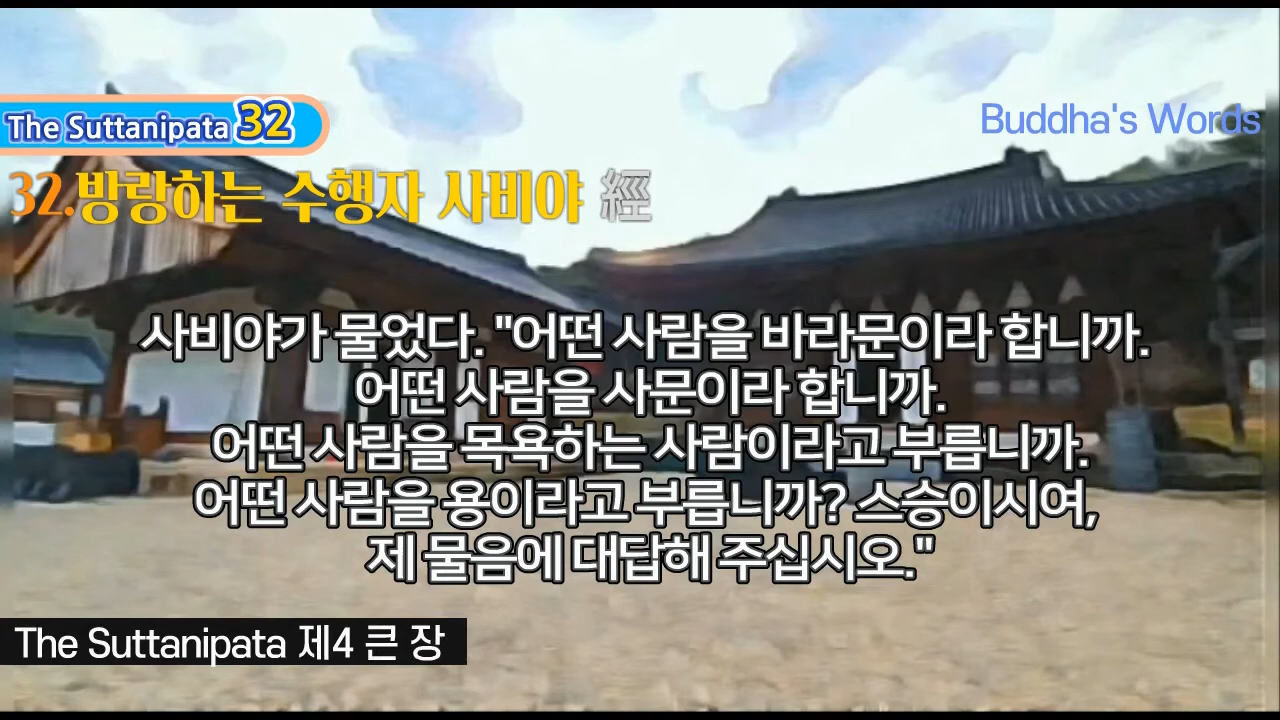 The Suttanipata 32
Buddha's Words
32.방랑하는 수행자 사비야 經
사비야가 물었다. "어떤 사람을 바라문이라 합니까.
어떤 사람을 사문이라 합니까.
어떤 사람을 목욕하는 사람이라고 부릅니까.
어떤 사람을 용이라고 부릅니까? 스승이시여,
제 물음에 대답해 주십시오."
The Suttanipata 제4 큰 장